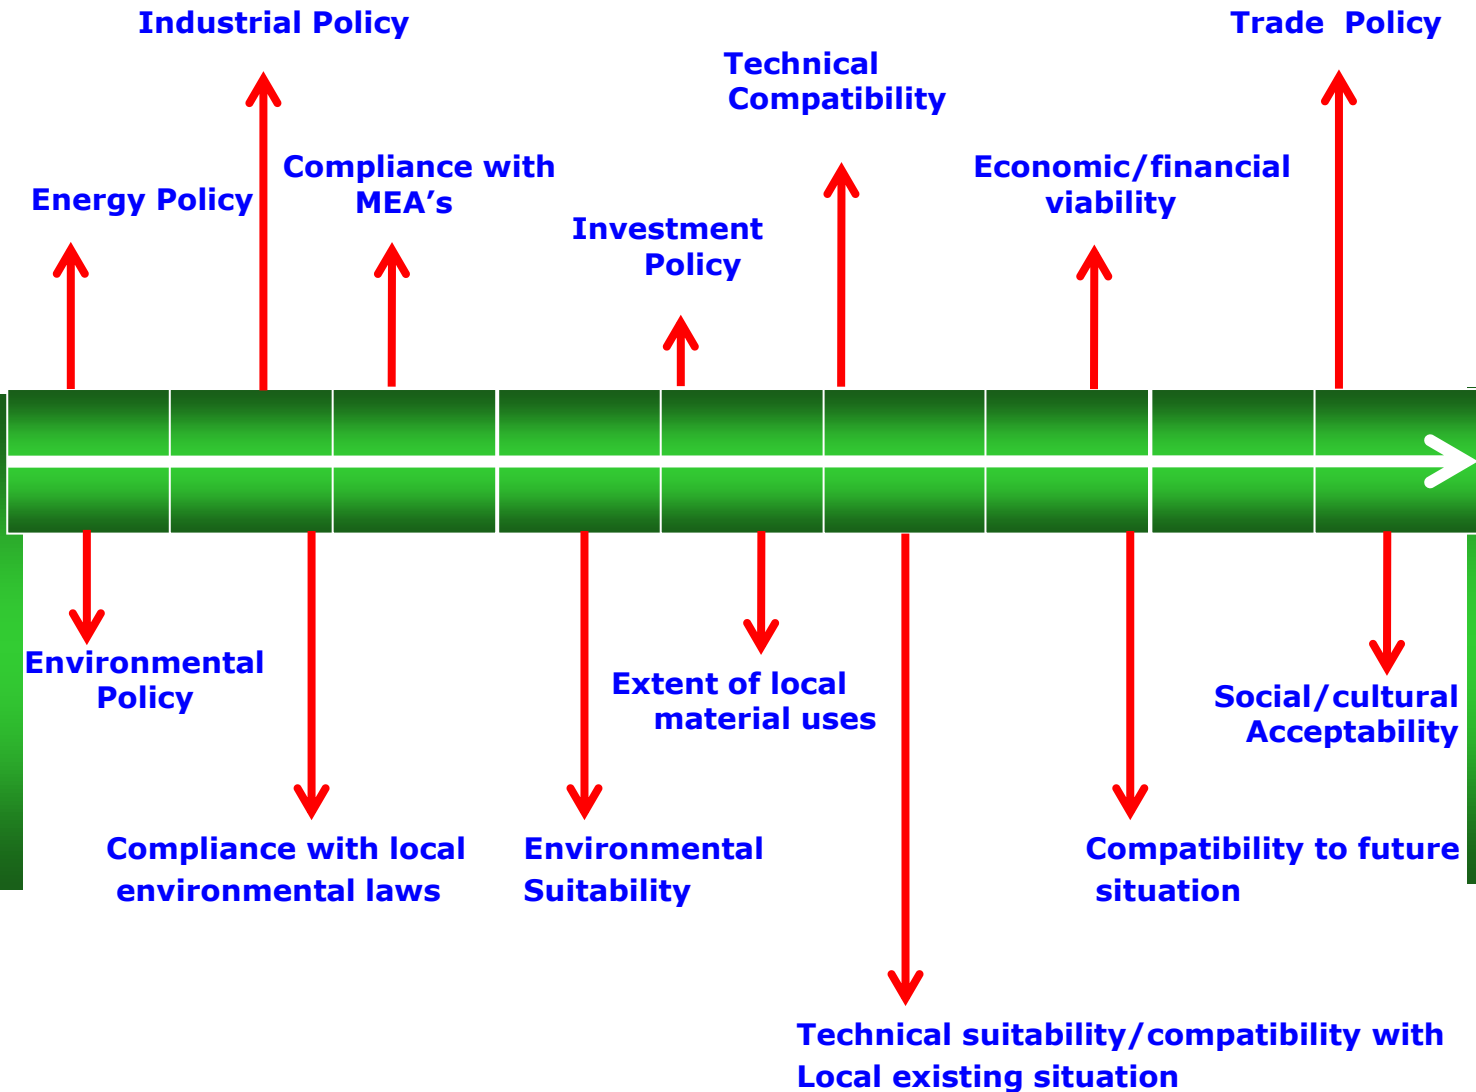 Industrial Policy
Trade Policy
Technical
Compatibility
Compliance with
MEA’s
Economic/financial
viability
Energy Policy
Investment
Policy
Environmental
Policy
Extent of local
material uses
Social/cultural
Acceptability
Compliance with local
environmental laws
Environmental
Suitability
Compatibility to future
situation
Technical suitability/compatibility with
Local existing situation